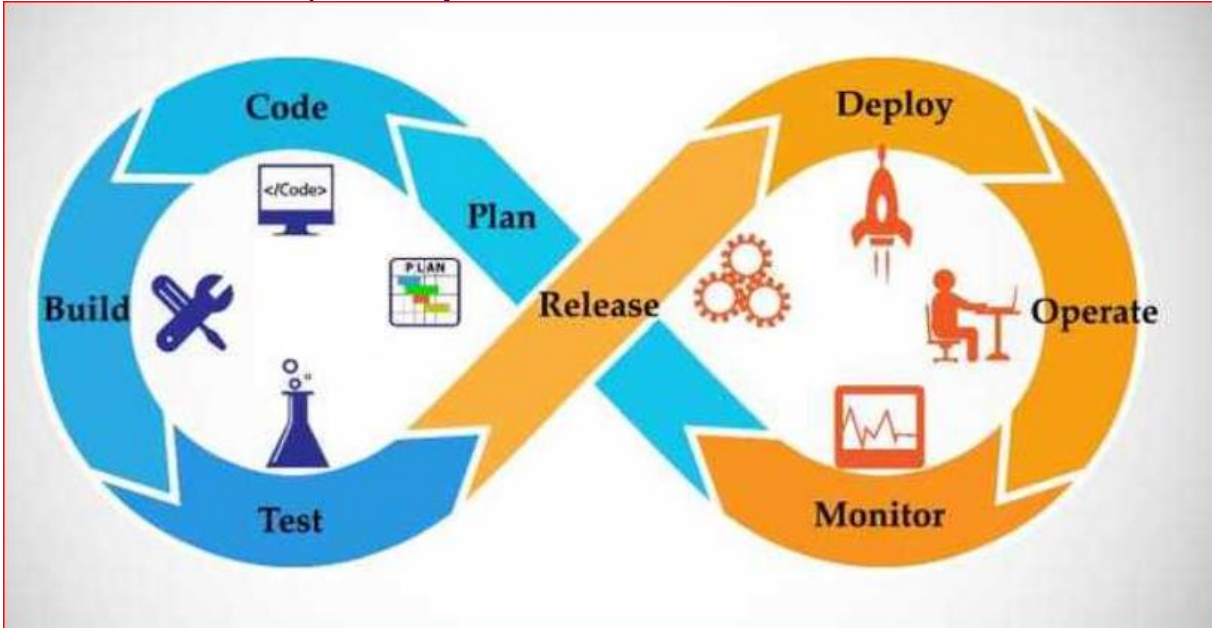 Code
Deploy
</Code>
Plan
PLAN
Build
Release
Operate
Test
Monitor